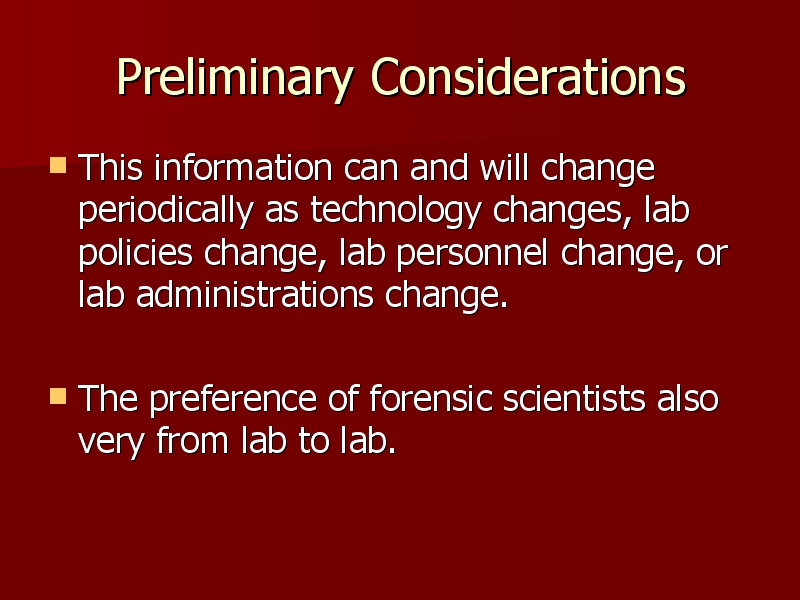 Preliminary Considerations
This information can and will change
periodically as technology changes, lab
policies change, lab personnel change, or
lab administrations change.
The preference of forensic scientists also
very from lab to lab.